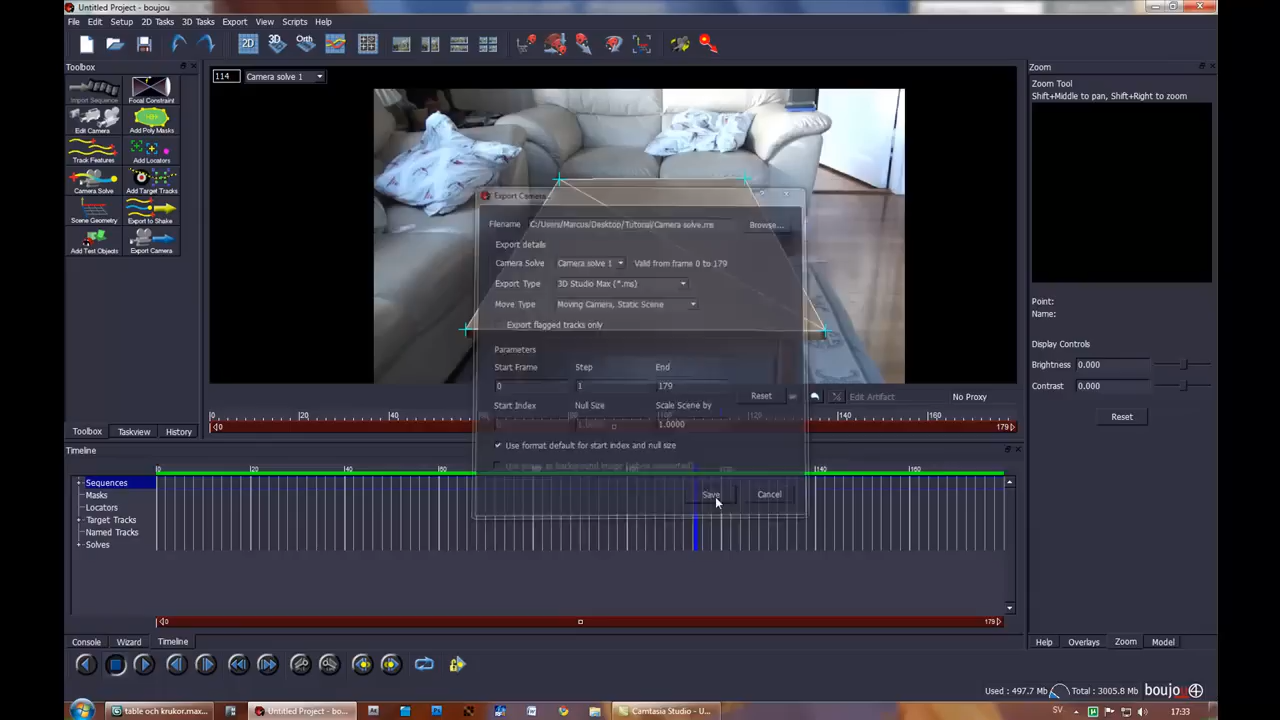 Untitled Project - boujou
File Edit Setup 2D Tasks 3D Tasks Export View Scripts Help
2D 3D Orth
Toolbox
114 Camera solve 1
Import Sequence Focal Constraint
Edit Camera Add Poly Masks
Track Features Add Locators
Camera Solve Add Target Tracks
Scene Geometry Export to Shake
Add Test Objects Export Camera
Toolbox Taskview History
Export Camera
Filename C:/Users/Marcus/Desktop/Tutorial/Camera solve.ms Browse...
Export details
Camera Solve Camera solve 1 Valid from frame 0 to 179
Export Type 3D Studio Max (*.ms)
Move Type Moving Camera, Static Scene
Export flagged tracks only
Parameters
Start Frame Step End
0 1 179
Start Index Null Size Scale Scene by
1.0000
Use format default for start index and null size
Save Cancel
Reset Edit Artifact No Proxy
0 20 40 120 140 160
0 179
Zoom
Zoom Tool
Shift+Middle to pan, Shift+Right to zoom
Point:
Name:
Display Controls
Brightness 0.000
Contrast 0.000
Reset
Timeline
0 20 40 60 140 160
Sequences
Masks
Locators
Target Tracks
Named Tracks
Solves
0 179
Console Wizard Timeline
Help Overlays Zoom Model
Used : 497.7 Mb Total : 3005.8 Mb boujou
table och krukor.max... Untitled Project - bo... Camtasia Studio - U...
SV 17:33